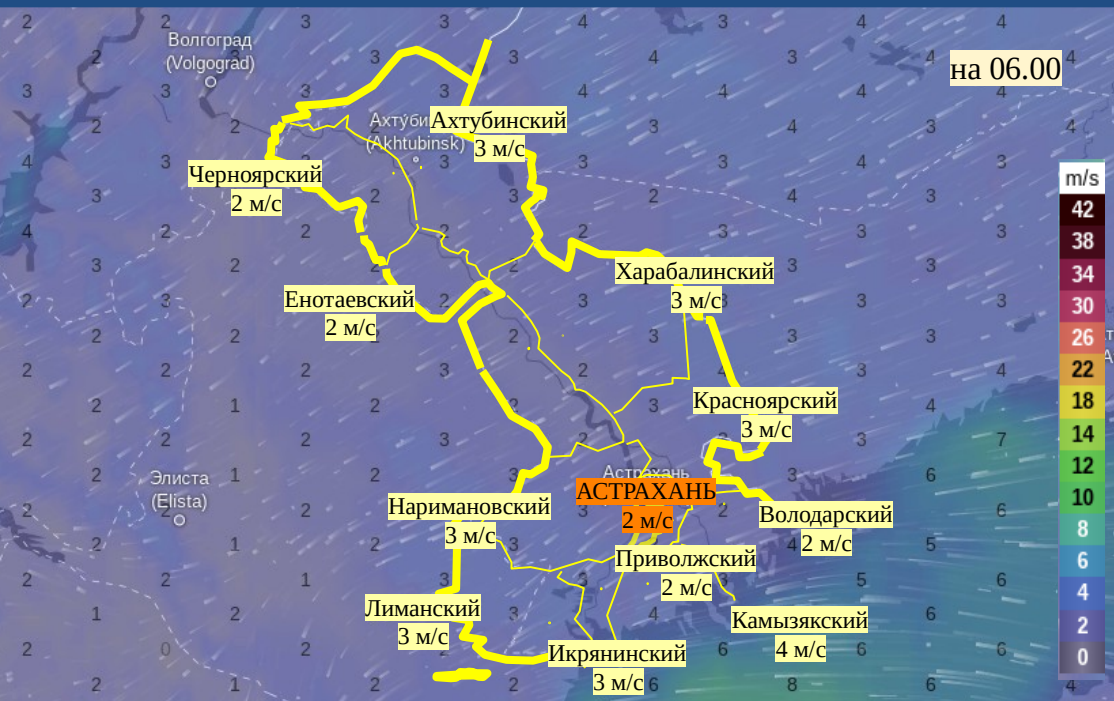 Волгоград
(Volgograd)
на 06.00
Ахтубинский
3 м/с
(Akhtubinsk)
Черноярский
2 м/с
m/s
42
38
34
30
26
22
18
14
12
10
8
6
4
2
0
Харабалинский
3 м/с
Енотаевский
2 м/с
Красноярский
3 м/с
Элиста
(Elista)
Астрахань
АСТРАХАНЬ
2 м/с
Нариmanовский
3 м/с
Володарский
2 м/с
Приволжский
2 м/с
Лиманский
3 м/с
Камызякский
4 м/с
Икрянинский
3 м/с